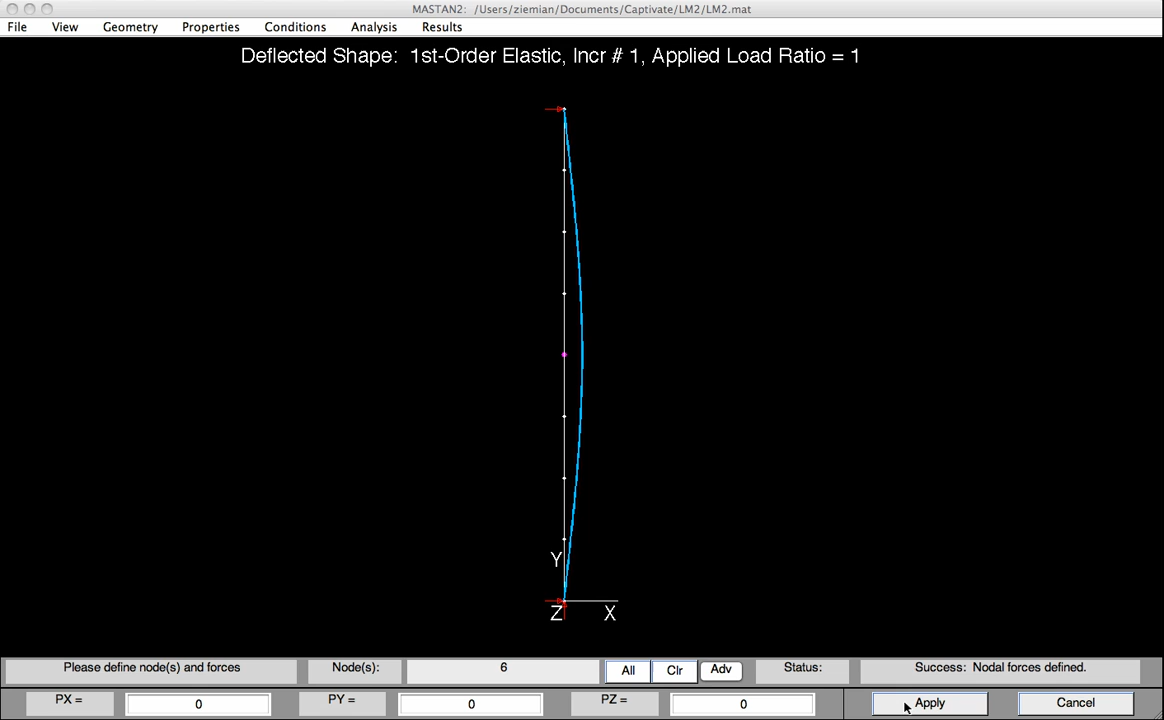 MASTAN2: /Users/ziemian/Documents/Captivate/LM2/LM2.mat
File View Geometry Properties Conditions Analysis Results
Deflected Shape: 1st-Order Elastic, Incr # 1, Applied Load Ratio = 1
Y
Z X
Please define node(s) and forces Node(s): 6 All Clr Adv Status: Success: Nodal forces defined.
PX = 0 PY = 0 PZ = 0 Apply Cancel